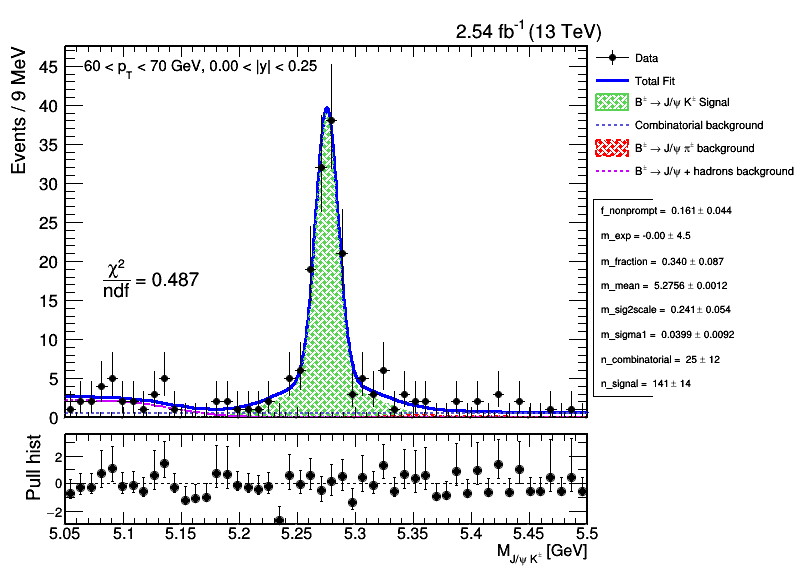 2.54 fb⁻¹ (13 TeV)
60 < p_T < 70 GeV, 0.00 < |y| < 0.25
Events / 9 MeV
45
40
35
30
25
20
15
10
5
0
χ²/ndf = 0.487
Data
Total Fit
B± → J/ψ K± Signal
Combinatorial background
B± → J/ψ π± background
B± → J/ψ + hadrons background
f_nonprompt = 0.161 ± 0.044
m_exp = -0.00 ± 4.5
m_fraction = 0.340 ± 0.087
m_mean = 5.2756 ± 0.0012
m_sig2scale = 0.241 ± 0.054
m_sigma1 = 0.0399 ± 0.0092
n_combinatorial = 25 ± 12
n_signal = 141 ± 14
Pull hist
2
0
−2
5.05 5.1 5.15 5.2 5.25 5.3 5.35 5.4 5.45 5.5
M_J/ψ K± [GeV]